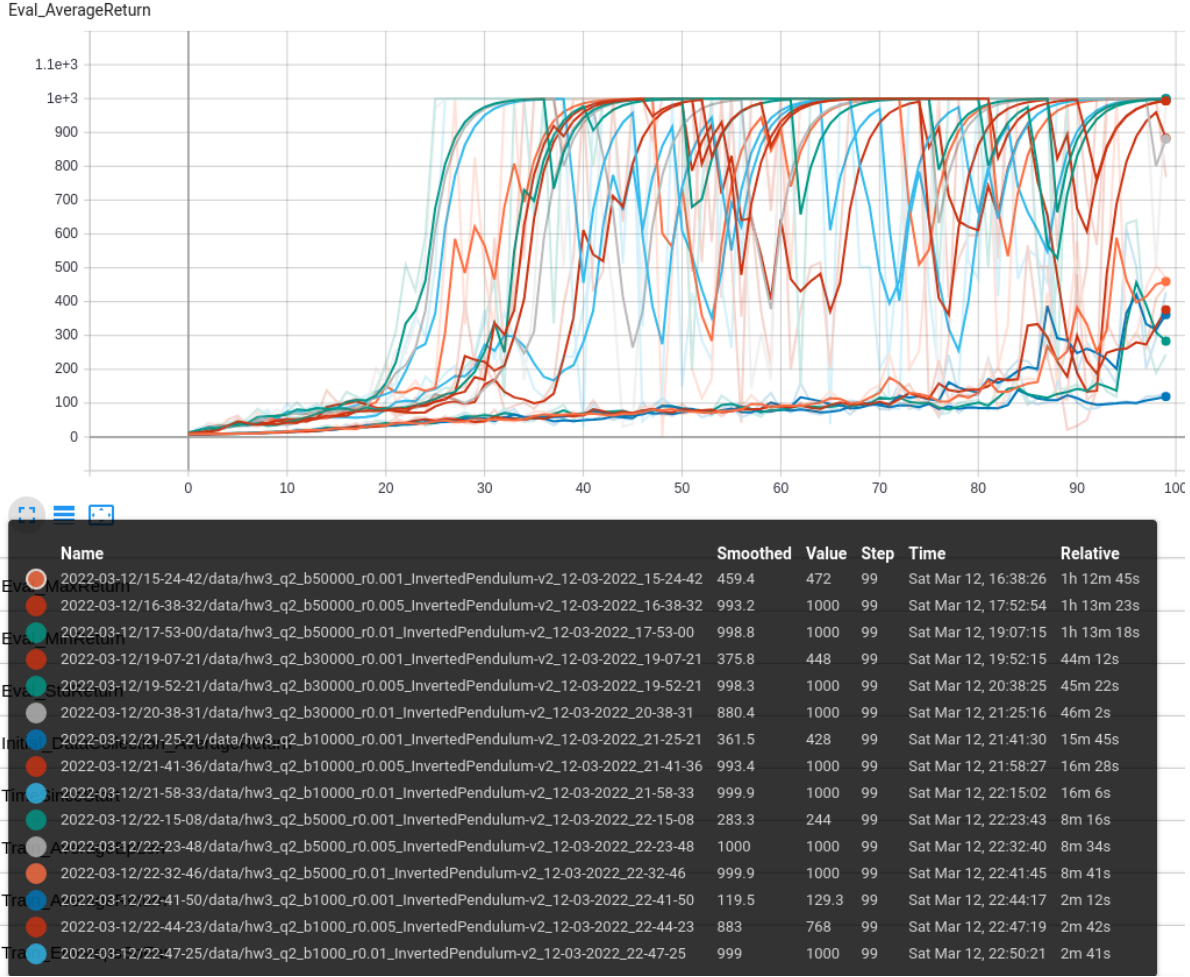 Eval_AverageReturn
1.1e+3
1e+3
900
800
700
600
500
400
300
200
100
0
0 10 20 30 40 50 60 70 80 90 100
Name Smoothed Value Step Time Relative
2022-03-12/15-24-42/data/hw3_q2_b50000_r0.001_InvertedPendulum-v2_12-03-2022_15-24-42 459.4 472 99 Sat Mar 12, 16:38:26 1h 12m 45s
Eval_MaxReturn
2022-03-12/16-38-32/data/hw3_q2_b50000_r0.005_InvertedPendulum-v2_12-03-2022_16-38-32 993.2 1000 99 Sat Mar 12, 17:52:54 1h 13m 23s
2022-03-12/17-53-00/data/hw3_q2_b50000_r0.01_InvertedPendulum-v2_12-03-2022_17-53-00 998.8 1000 99 Sat Mar 12, 19:07:15 1h 13m 18s
Eval_MinReturn
2022-03-12/19-07-21/data/hw3_q2_b30000_r0.001_InvertedPendulum-v2_12-03-2022_19-07-21 375.8 448 99 Sat Mar 12, 19:52:15 44m 12s
2022-03-12/19-52-21/data/hw3_q2_b30000_r0.005_InvertedPendulum-v2_12-03-2022_19-52-21 998.3 1000 99 Sat Mar 12, 20:38:25 45m 22s
Eval_StdReturn
2022-03-12/20-38-31/data/hw3_q2_b30000_r0.01_InvertedPendulum-v2_12-03-2022_20-38-31 880.4 1000 99 Sat Mar 12, 21:25:16 46m 2s
2022-03-12/21-25-21/data/hw3_q2_b10000_r0.001_InvertedPendulum-v2_12-03-2022_21-25-21 361.5 428 99 Sat Mar 12, 21:41:30 15m 45s
Initial_DataCollection_AverageReturn
2022-03-12/21-41-36/data/hw3_q2_b10000_r0.005_InvertedPendulum-v2_12-03-2022_21-41-36 993.4 1000 99 Sat Mar 12, 21:58:27 16m 28s
2022-03-12/21-58-33/data/hw3_q2_b10000_r0.01_InvertedPendulum-v2_12-03-2022_21-58-33 999.9 1000 99 Sat Mar 12, 22:15:02 16m 6s
TimeSinceStart
2022-03-12/22-15-08/data/hw3_q2_b5000_r0.001_InvertedPendulum-v2_12-03-2022_22-15-08 283.3 244 99 Sat Mar 12, 22:23:43 8m 16s
2022-03-12/22-23-48/data/hw3_q2_b5000_r0.005_InvertedPendulum-v2_12-03-2022_22-23-48 1000 1000 99 Sat Mar 12, 22:32:40 8m 34s
2022-03-12/22-32-46/data/hw3_q2_b5000_r0.01_InvertedPendulum-v2_12-03-2022_22-32-46 999.9 1000 99 Sat Mar 12, 22:41:45 8m 41s
2022-03-12/22-41-50/data/hw3_q2_b1000_r0.001_InvertedPendulum-v2_12-03-2022_22-41-50 119.5 129.3 99 Sat Mar 12, 22:44:17 2m 12s
2022-03-12/22-44-23/data/hw3_q2_b1000_r0.005_InvertedPendulum-v2_12-03-2022_22-44-23 883 768 99 Sat Mar 12, 22:47:19 2m 42s
2022-03-12/22-47-25/data/hw3_q2_b1000_r0.01_InvertedPendulum-v2_12-03-2022_22-47-25 999 1000 99 Sat Mar 12, 22:50:21 2m 41s